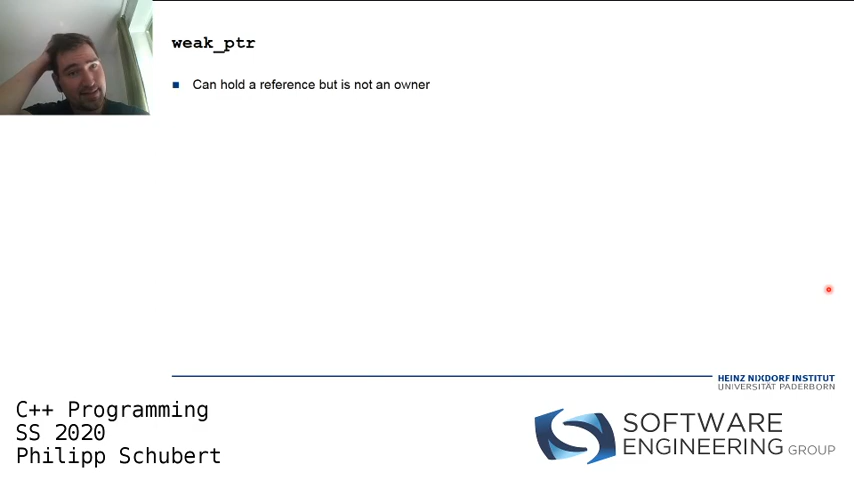 weak_ptr
Can hold a reference but is not an owner
HEINZ NIXDORF INSTITUT
UNIVERSITÄT PADERBORN
C++ Programming
SS 2020
Philipp Schubert
SOFTWARE
ENGINEERING GROUP